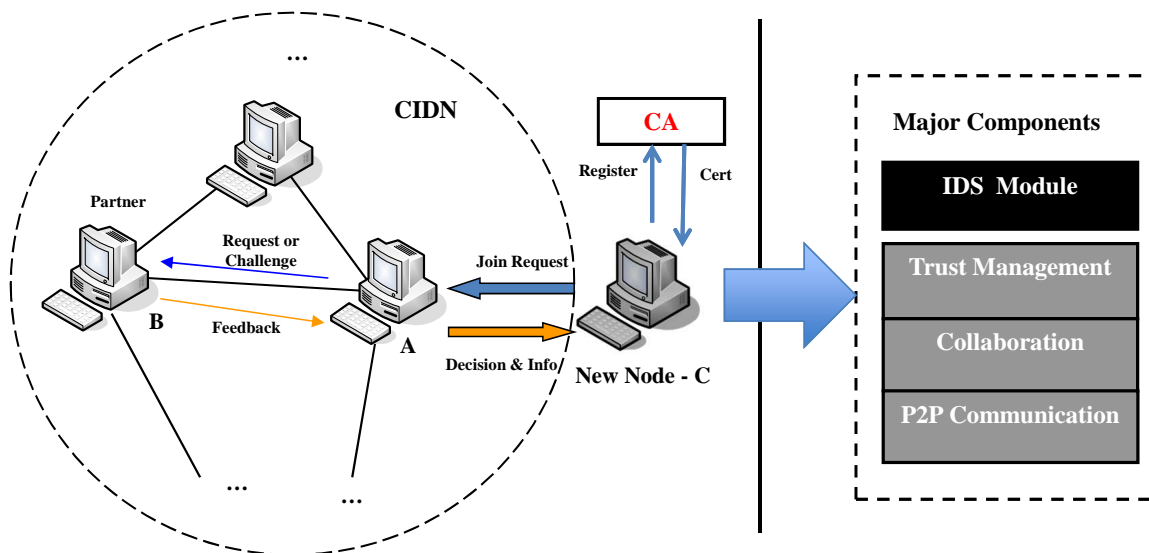 ...
CIDN
CA
Register
Cert
Partner
Request or
Challenge
Join Request
B
Feedback
A
Decision & Info
New Node - C
...
...
Major Components
IDS Module
Trust Management
Collaboration
P2P Communication